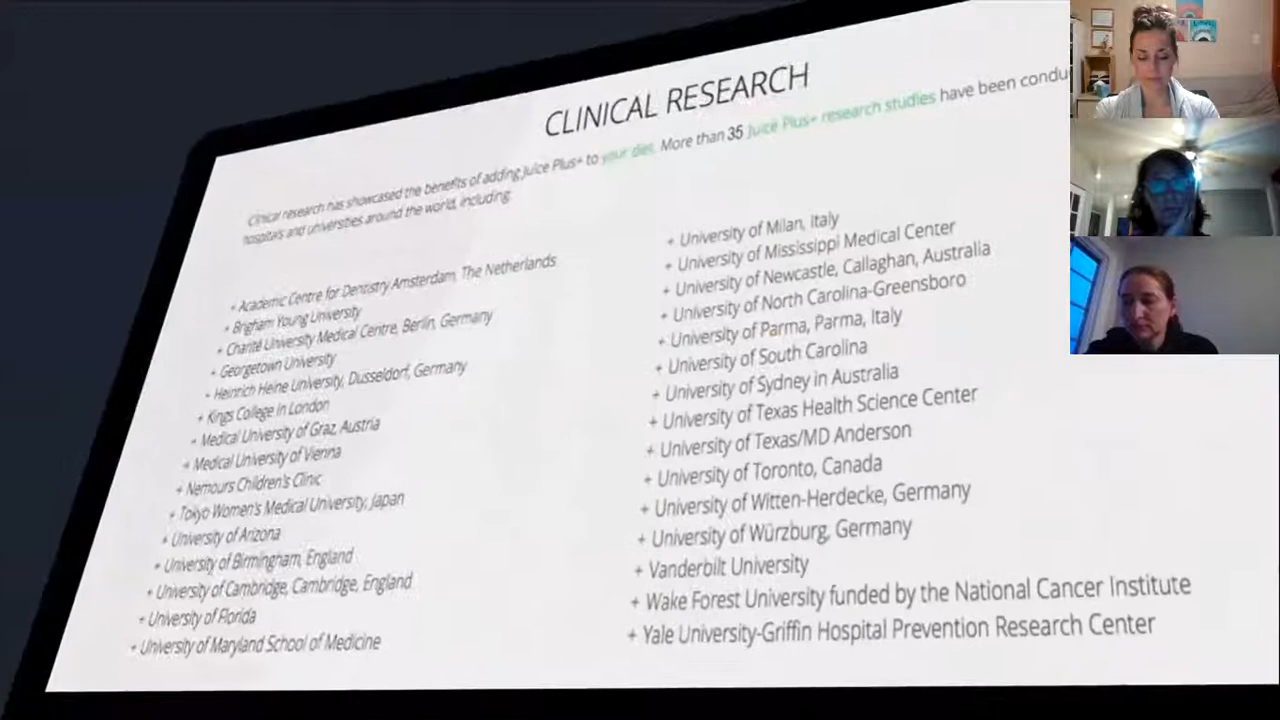 CLINICAL RESEARCH
Clinical research has showcased the benefits of adding Juice Plus+ to your diet. More than 35 Juice Plus+ research studies have been
hospitals and universities around the world, including:
+ Academic Centre for Dentistry Amsterdam, The Netherlands
+ Brigham Young University
+ Charité University Medical Centre, Berlin, Germany
+ Georgetown University
+ Heinrich Heine University, Dusseldorf, Germany
+ Kings College in London
+ Medical University of Graz, Austria
+ Medical University of Vienna
+ Nemours Children's Clinic
+ Tokyo Women's Medical University, Japan
+ University of Arizona
+ University of Birmingham, England
+ University of Cambridge, Cambridge, England
+ University of Florida
+ University of Maryland School of Medicine
+ University of Milan, Italy
+ University of Mississippi Medical Center
+ University of Newcastle, Callaghan, Australia
+ University of North Carolina-Greensboro
+ University of Parma, Parma, Italy
+ University of South Carolina
+ University of Sydney in Australia
+ University of Texas Health Science Center
+ University of Texas/MD Anderson
+ University of Toronto, Canada
+ University of Witten-Herdecke, Germany
+ University of Würzburg, Germany
+ Vanderbilt University
+ Wake Forest University funded by the National Cancer Institute
+ Yale University-Griffin Hospital Prevention Research Center